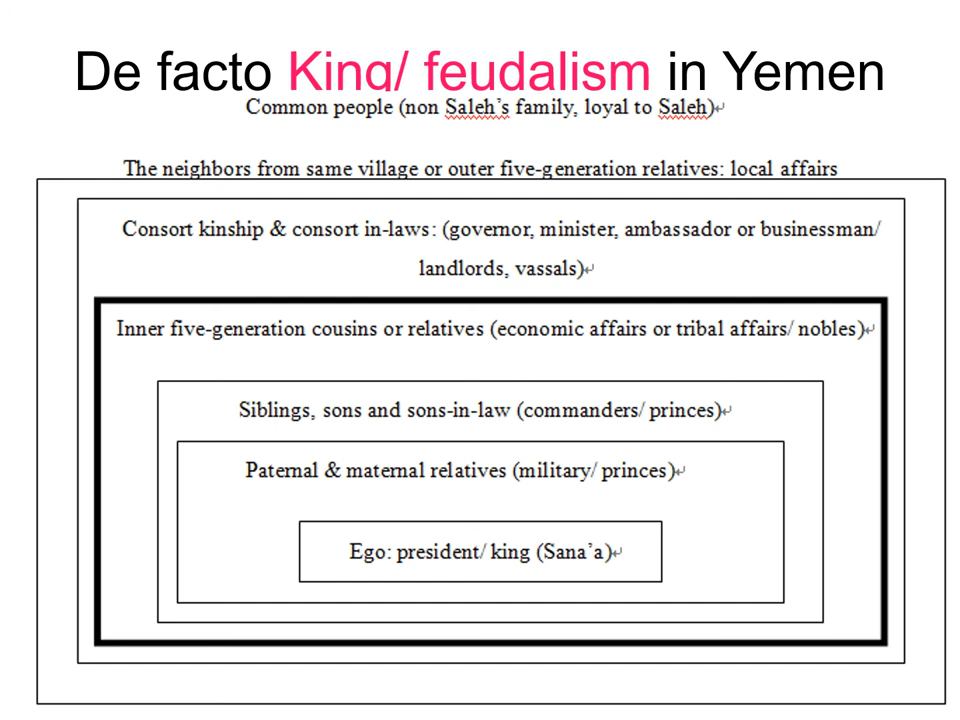 De facto King/ feudalism in Yemen
Common people (non Saleh’s family, loyal to Saleh)↵
The neighbors from same village or outer five-generation relatives: local affairs
Consort kinship & consort in-laws: (governor, minister, ambassador or businessman/
landlords, vassals)↵
Inner five-generation cousins or relatives (economic affairs or tribal affairs/ nobles)↵
Siblings, sons and sons-in-law (commanders/ princes)↵
Paternal & maternal relatives (military/ princes)↵
Ego: president/ king (Sana’a)↵